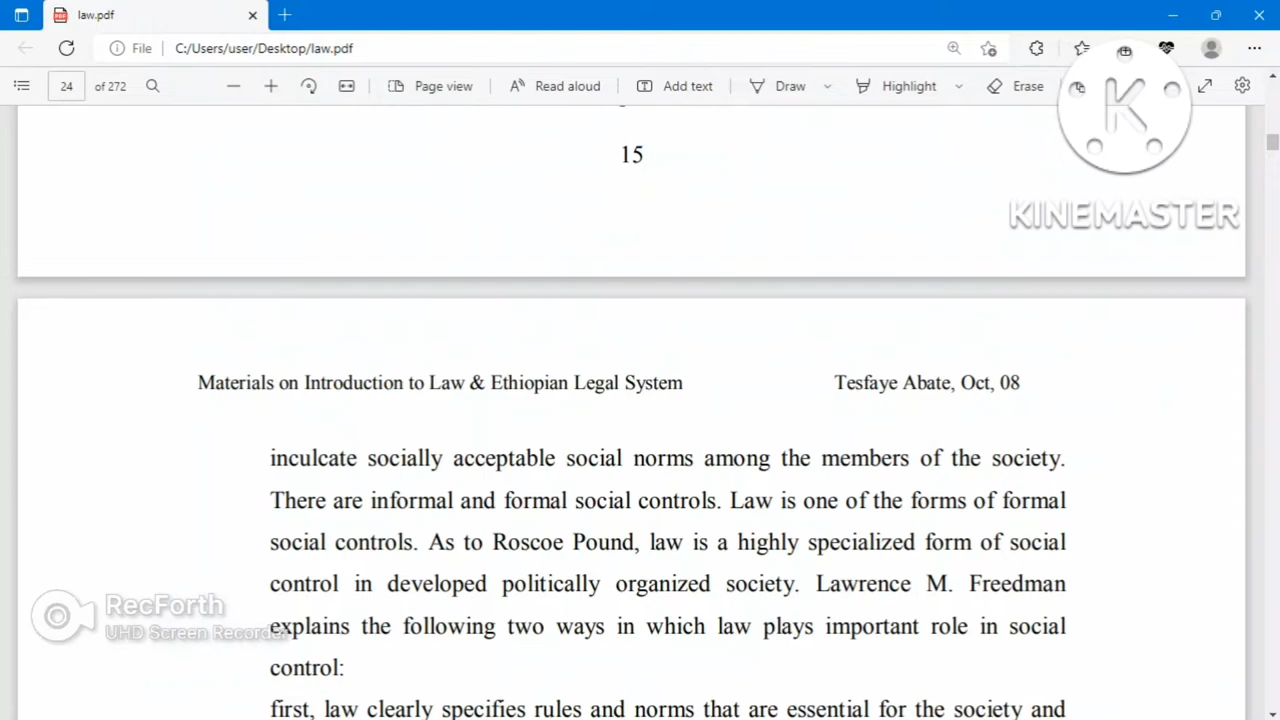 law.pdf
File C:/Users/user/Desktop/law.pdf
24 of 272 Page view Read aloud Add text Draw Highlight Erase
15
KINEMASTER
Materials on Introduction to Law & Ethiopian Legal System Tesfaye Abate, Oct, 08
inculcate socially acceptable social norms among the members of the society.
There are informal and formal social controls. Law is one of the forms of formal
social controls. As to Roscoe Pound, law is a highly specialized form of social
control in developed politically organized society. Lawrence M. Freedman
RecForth
UHD Screen Recorder
explains the following two ways in which law plays important role in social
control:
first, law clearly specifies rules and norms that are essential for the society and